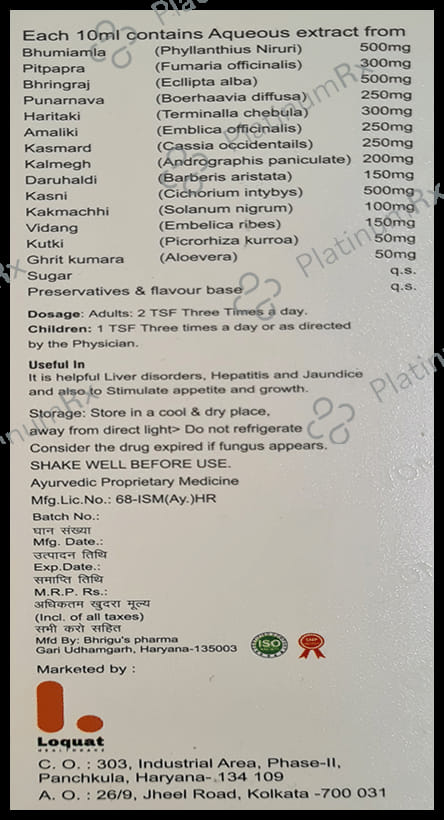 Each 10ml contains Aqueous extract from
Bhumiamla (Phyllanthius Niruri) 500mg
Pitpapra (Fumaria officinalis) 300mg
Bhringraj (Ecllipta alba) 500mg
Punarnava (Boerhaavia diffusa) 250mg
Haritaki (Terminalla chebula) 300mg
Amaliki (Emblica officinalis) 250mg
Kasmard (Cassia occidentails) 250mg
Kalmegh (Andrographis paniculate) 200mg
Daruhaldi (Barberis aristata) 150mg
Kasni (Cichorium intybys) 500mg
Kakmachhi (Solanum nigrum) 100mg
Vidang (Embelica ribes) 150mg
Kutki (Picrorhiza kurroa) 50mg
Ghrit kumara (Aloevera) 50mg
Sugar q.s.
Preservatives & flavour base q.s.
Dosage: Adults: 2 TSF Three Times a day.
Children: 1 TSF Three times a day or as directed
by the Physician.
Useful In
It is helpful Liver disorders, Hepatitis and Jaundice
and also to Stimulate appetite and growth.
Storage: Store in a cool & dry place,
away from direct light> Do not refrigerate
Consider the drug expired if fungus appears.
SHAKE WELL BEFORE USE.
Ayurvedic Proprietary Medicine
Mfg.Lic.No.: 68-ISM(Ay.)HR
Batch No.:
घान संख्या
Mfg. Date.:
उत्पादन तिथि
Exp.Date.:
समाप्ति तिथि
M.R.P. Rs.:
अधिकतम खुदरा मूल्य
(Incl. of all taxes)
सभी करो सहित
Mfd By: Bhrigu's pharma
Gari Udhamgarh, Haryana-135003
ISO
GMP
Marketed by :
Loquat
HEALTHCARE
C. O. : 303, Industrial Area, Phase-II,
Panchkula, Haryana- 134 109
A. O. : 26/9, Jheel Road, Kolkata -700 031
PlatinumRx
PlatinumRx
PlatinumRx